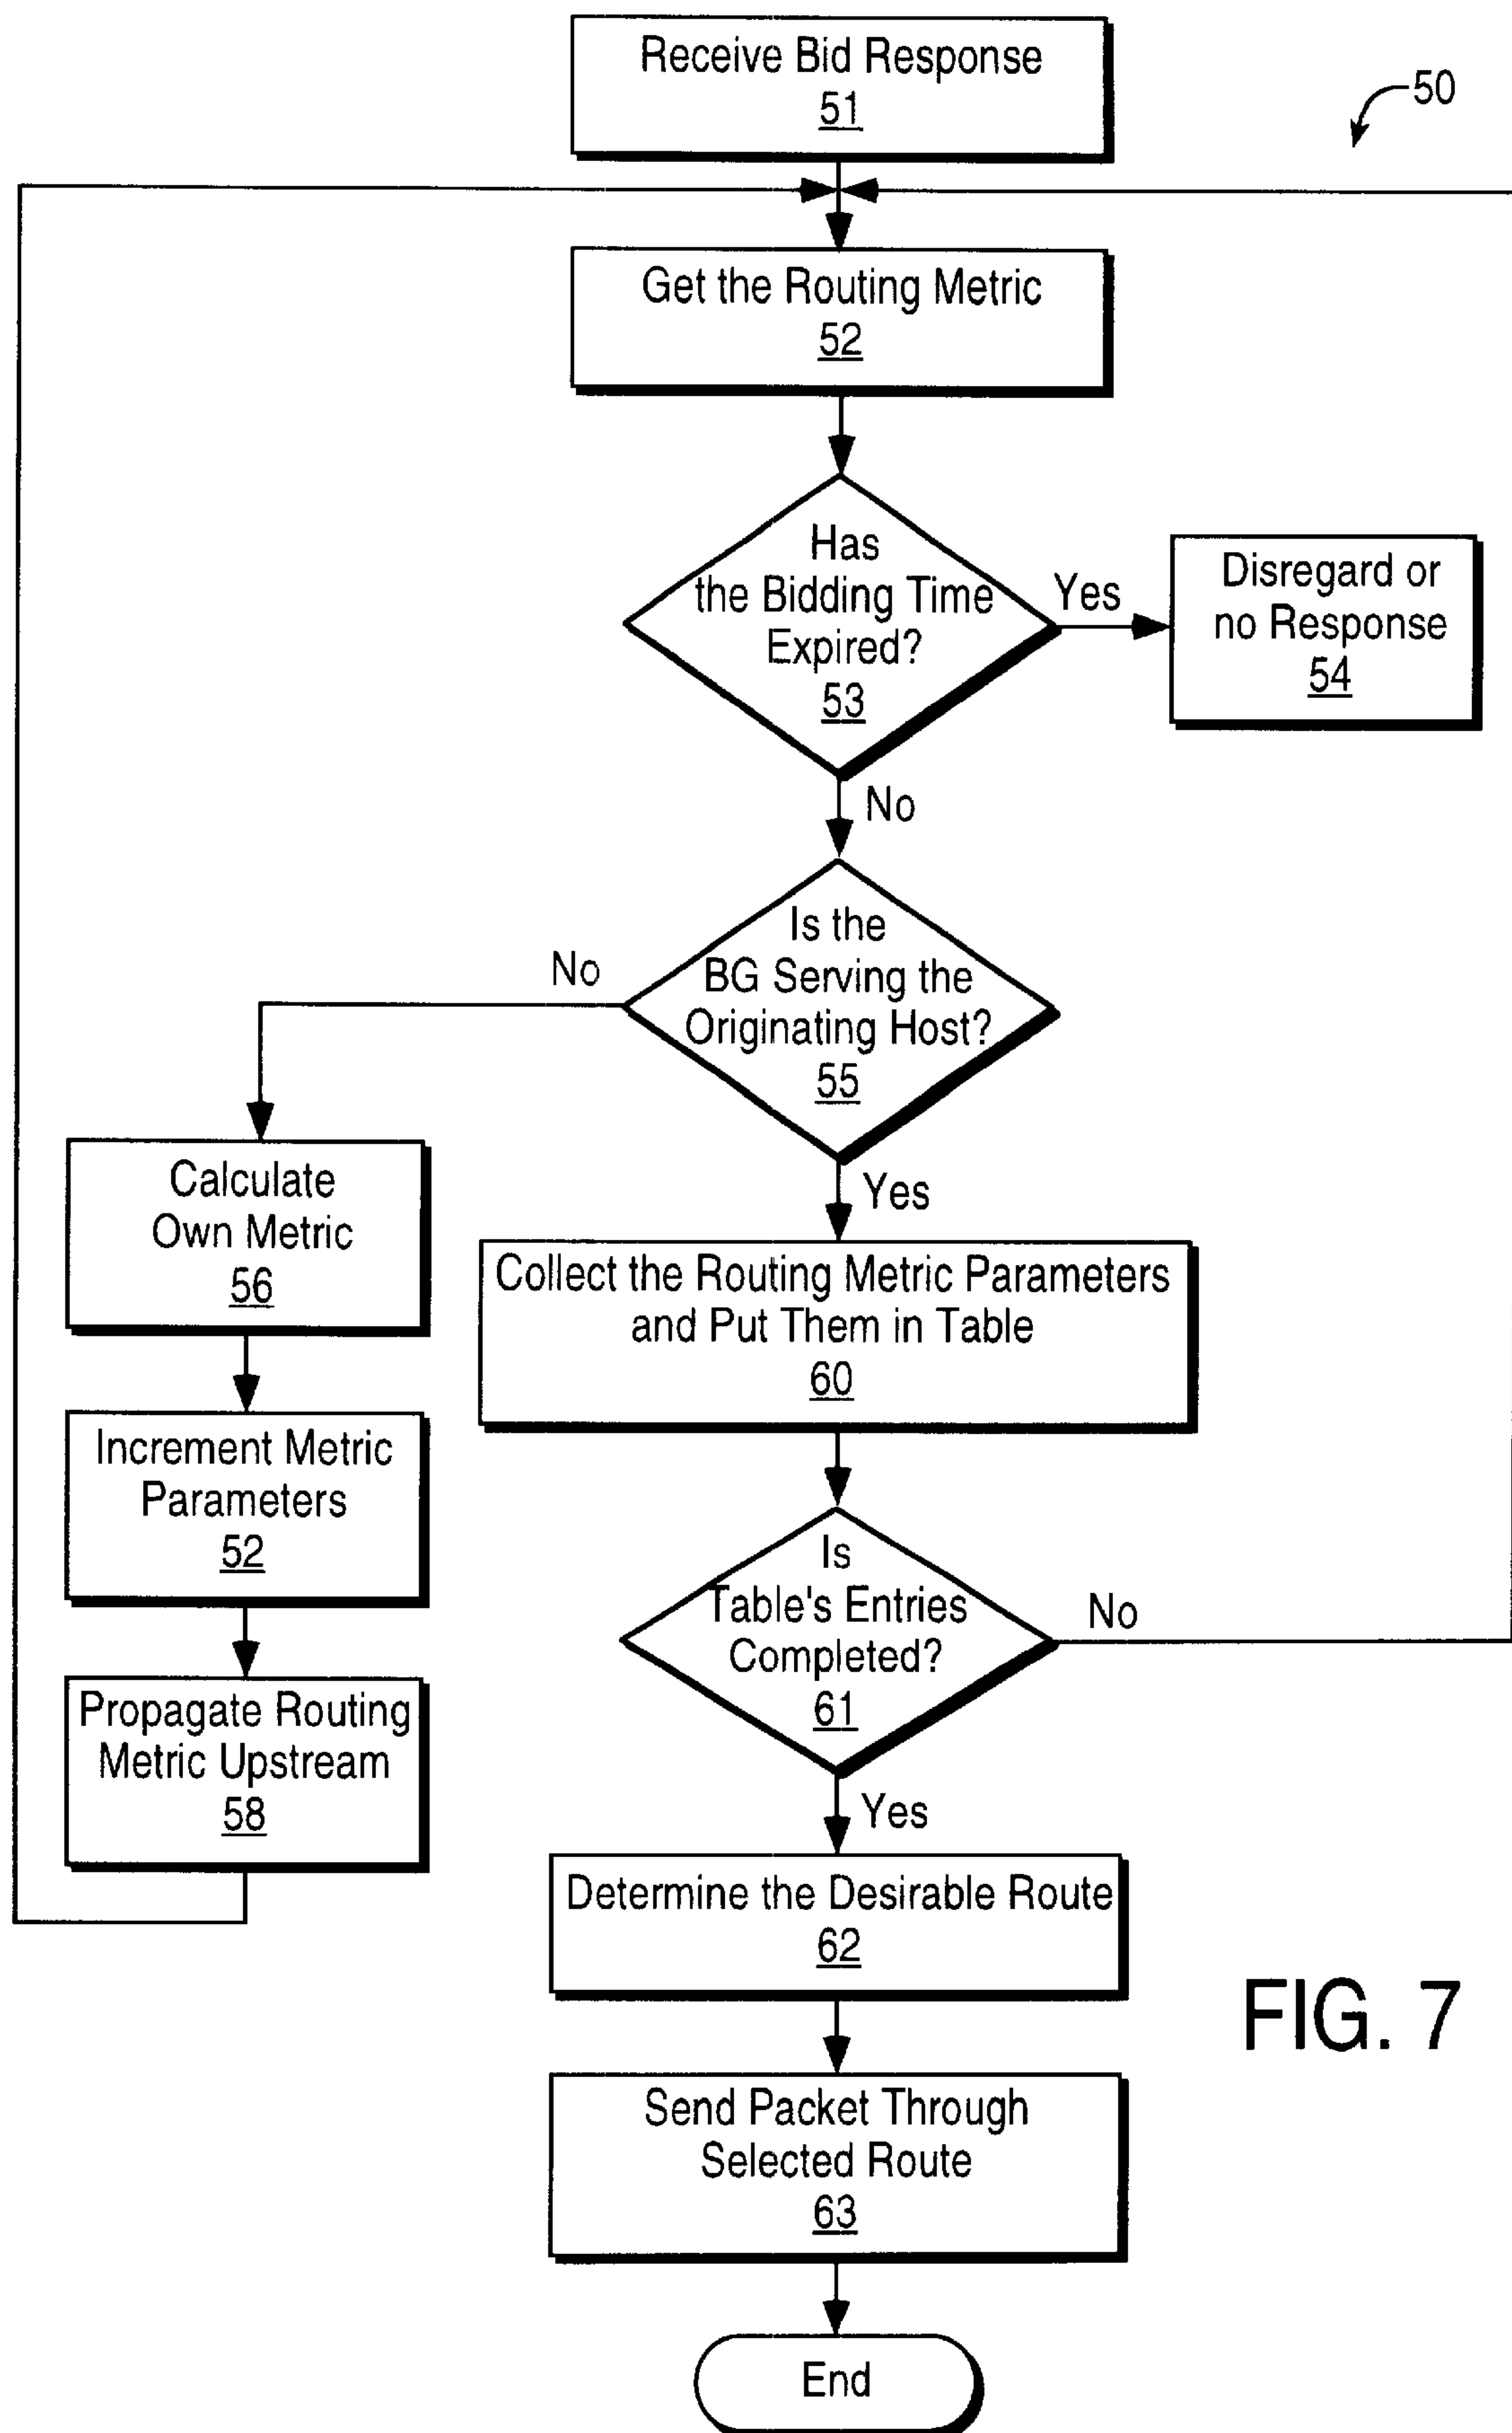 Receive Bid Response
51
50
Get the Routing Metric
52
Has
the Bidding Time
Expired?
53
Yes
Disregard or
no Response
54
No
Is the
BG Serving the
Originating Host?
55
No
Yes
Calculate
Own Metric
56
Collect the Routing Metric Parameters
and Put Them in Table
60
Increment Metric
Parameters
52
Is
Table's Entries
Completed?
61
No
Propagate Routing
Metric Upstream
58
Yes
Determine the Desirable Route
62
FIG. 7
Send Packet Through
Selected Route
63
End